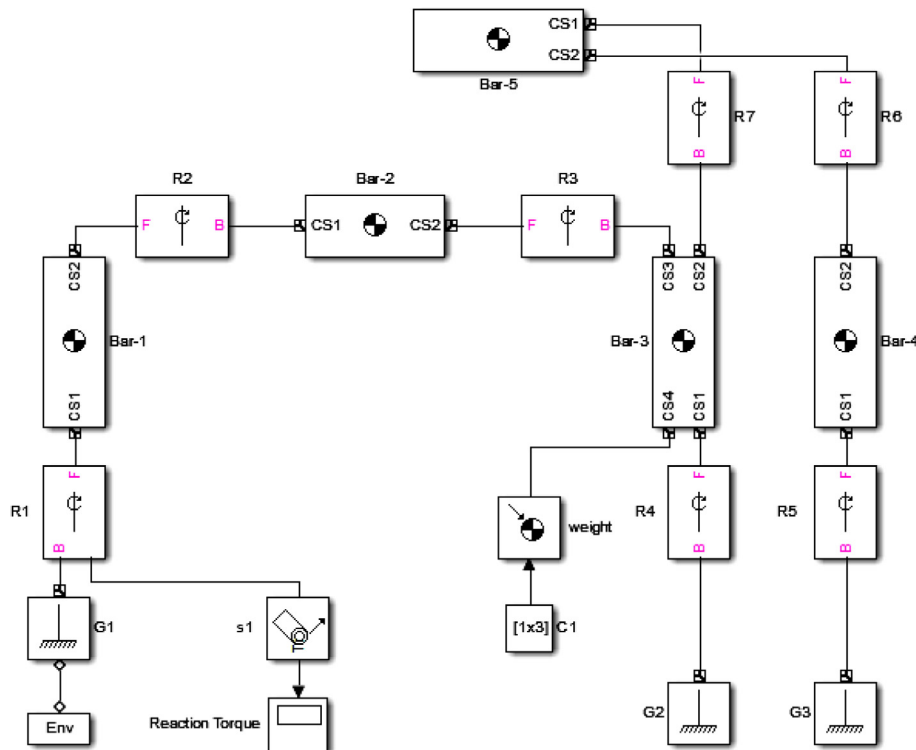 CS1
CS2
Bar-5
F
R7
B
F
R6
B
R2
F
B
Bar-2
CS1
CS2
R3
F
B
CS2
Bar-1
CS1
CS3
CS2
Bar-3
CS4
CS1
CS2
Bar-4
CS1
R1
F
B
weight
R4
F
B
R5
F
B
G1
s1
T
[1x3]
C1
Env
Reaction Torque
G2
G3